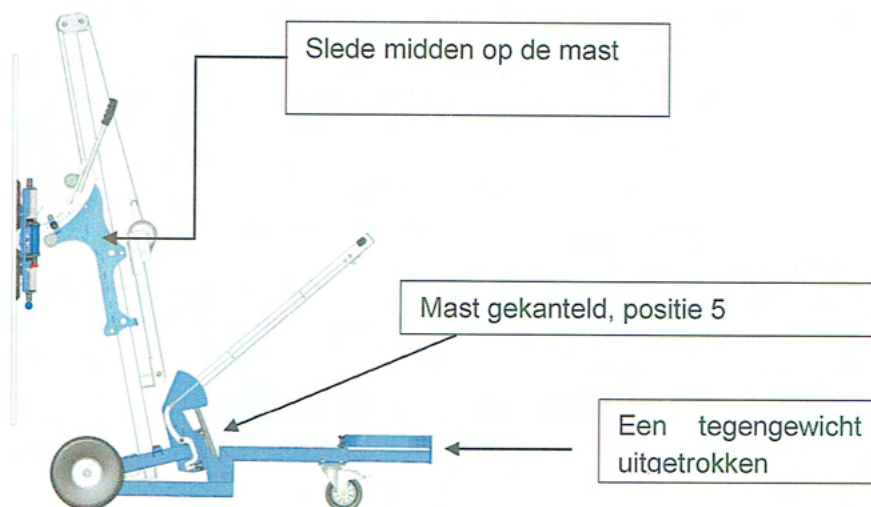 Slede midden op de mast
Mast gekanteld, positie 5
Een tegengewicht
uitgetrokken